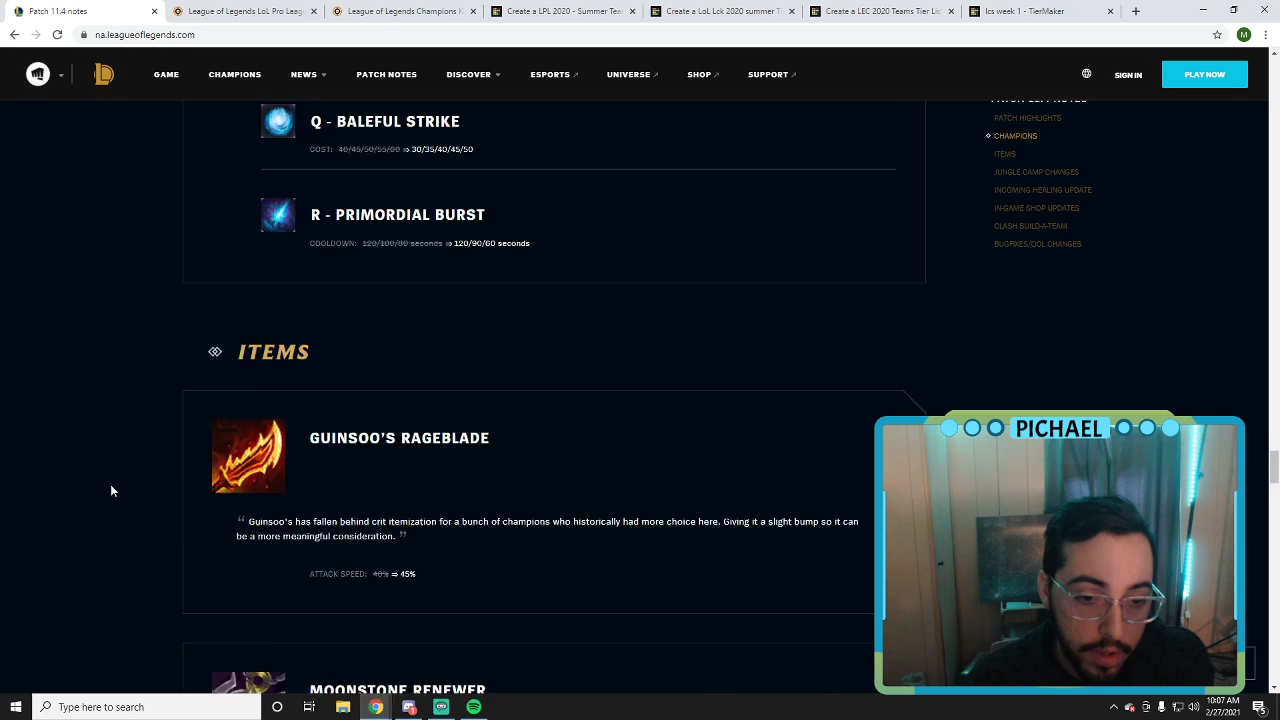 Patch 11.4 notes
League of Legends LoL Pro Leag
League of Legends Champions K
Create a LPL 2020 - Summer Tea
Create a LoL Lck 2020 summer T
Create a LEC 2020 Teams Tier Lis
lcs week - TierMaker
na.leagueoflegends.com
M
GAME
CHAMPIONS
NEWS
PATCH NOTES
DISCOVER
ESPORTS
UNIVERSE
SHOP
SUPPORT
SIGN IN
PLAY NOW
Q - BALEFUL STRIKE
COST: 40/45/50/55/60 ⇒ 30/35/40/45/50
R - PRIMORDIAL BURST
COOLDOWN: 120/100/80 seconds ⇒ 120/90/60 seconds
PATCH 11.4 NOTES
PATCH HIGHLIGHTS
CHAMPIONS
ITEMS
JUNGLE CAMP CHANGES
INCOMING HEALING UPDATE
IN-GAME SHOP UPDATES
CLASH BUILD-A-TEAM
BUGFIXES/QOL CHANGES
ITEMS
GUINSOO'S RAGEBLADE
“ Guinsoo's has fallen behind crit itemization for a bunch of champions who historically had more choice here. Giving it a slight bump so it can
be a more meaningful consideration. ”
ATTACK SPEED: 40% ⇒ 45%
MOONSTONE RENEWER
PICHAEL
Type here to search
10:07 AM
2/27/2021